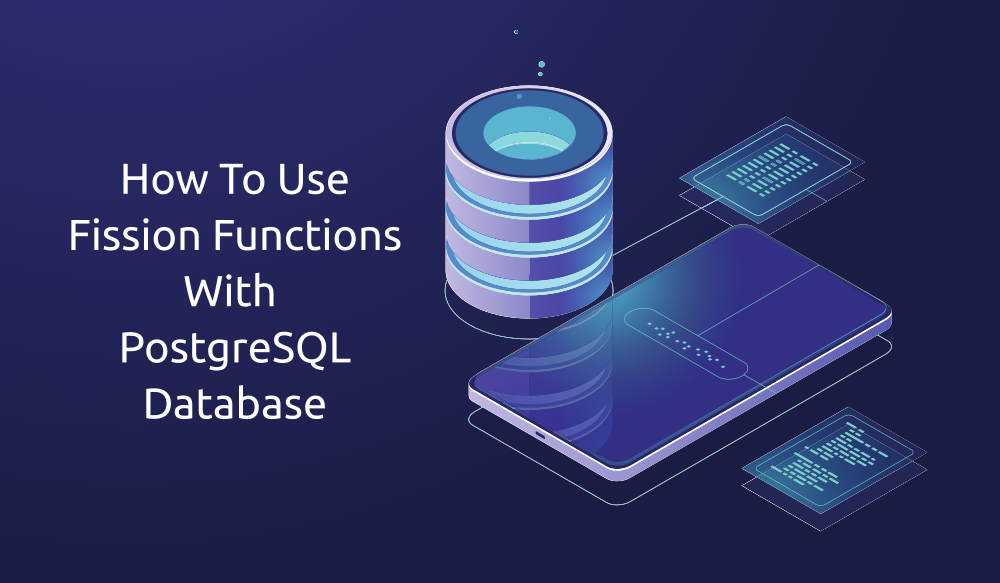 How To Use
Fission Functions
With
PostgreSQL
Database